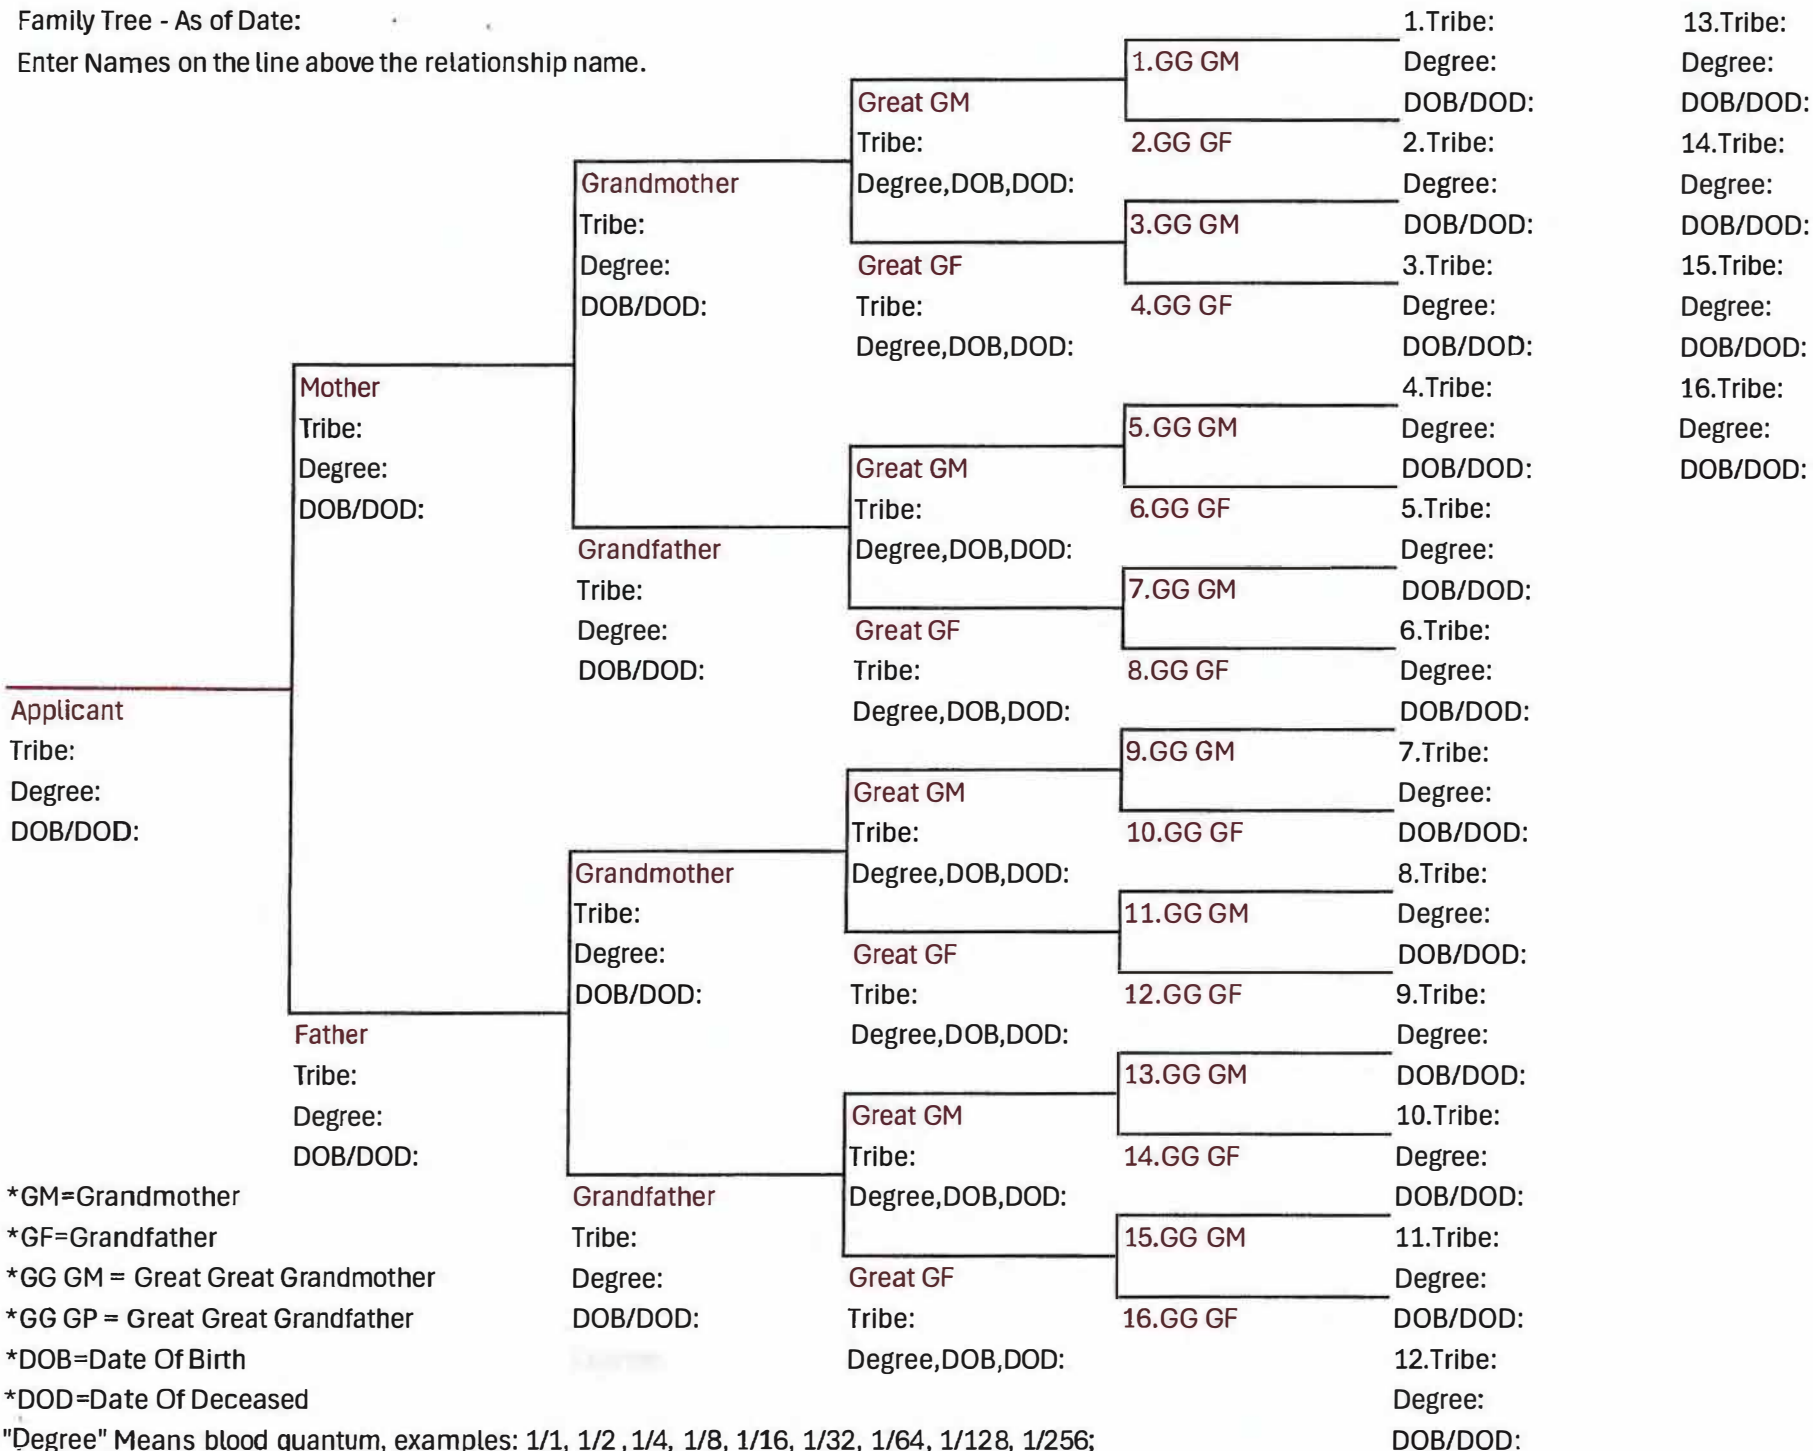 Family Tree - As of Date:
Enter Names on the line above the relationship name.
Applicant
Tribe:
Degree:
DOB/DOD:
Mother
Tribe:
Degree:
DOB/DOD:
Father
Tribe:
Degree:
DOB/DOD:
Grandmother
Tribe:
Degree:
DOB/DOD:
Grandfather
Tribe:
Degree:
DOB/DOD:
Grandmother
Tribe:
Degree:
DOB/DOD:
Grandfather
Tribe:
Degree:
DOB/DOD:
Great GM
Tribe:
Degree,DOB,DOD:
Great GF
Tribe:
Degree,DOB,DOD:
Great GM
Tribe:
Degree,DOB,DOD:
Great GF
Tribe:
Degree,DOB,DOD:
Great GM
Tribe:
Degree,DOB,DOD:
Great GF
Tribe:
Degree,DOB,DOD:
Great GM
Tribe:
Degree,DOB,DOD:
Great GF
Tribe:
Degree,DOB,DOD:
1.GG GM
2.GG GF
3.GG GM
4.GG GF
5.GG GM
6.GG GF
7.GG GM
8.GG GF
9.GG GM
10.GG GF
11.GG GM
12.GG GF
13.GG GM
14.GG GF
15.GG GM
16.GG GF
1.Tribe:
Degree:
DOB/DOD:
2.Tribe:
Degree:
DOB/DOD:
3.Tribe:
Degree:
DOB/DOD:
4.Tribe:
Degree:
DOB/DOD:
5.Tribe:
Degree:
DOB/DOD:
6.Tribe:
Degree:
DOB/DOD:
7.Tribe:
Degree:
DOB/DOD:
8.Tribe:
Degree:
DOB/DOD:
9.Tribe:
Degree:
DOB/DOD:
10.Tribe:
Degree:
DOB/DOD:
11.Tribe:
Degree:
DOB/DOD:
12.Tribe:
Degree:
DOB/DOD:
13.Tribe:
Degree:
DOB/DOD:
14.Tribe:
Degree:
DOB/DOD:
15.Tribe:
Degree:
DOB/DOD:
16.Tribe:
Degree:
DOB/DOD:
*GM=Grandmother
*GF=Grandfather
*GG GM = Great Great Grandmother
*GG GP = Great Great Grandfather
*DOB=Date Of Birth
*DOD=Date Of Deceased
"Degree" Means blood quantum, examples: 1/1, 1/2 ,1/4, 1/8, 1/16, 1/32, 1/64, 1/128, 1/256;